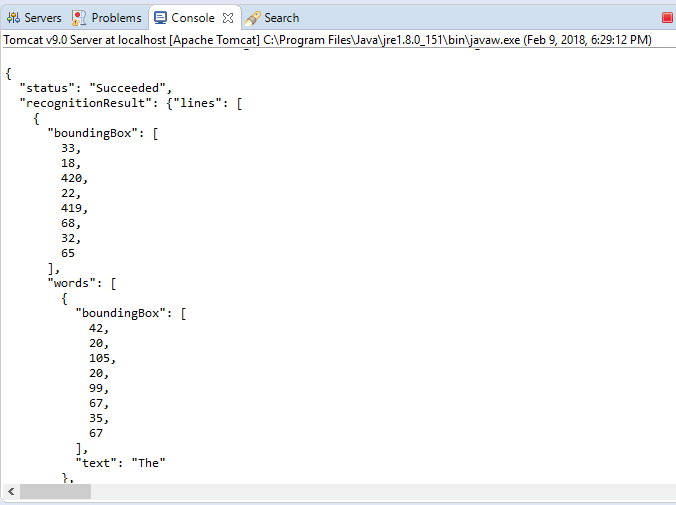 Servers Problems Console Search
Tomcat v9.0 Server at localhost [Apache Tomcat] C:\Program Files\Java\jre1.8.0_151\bin\javaw.exe (Feb 9, 2018, 6:29:12 PM)
{
"status": "Succeeded",
"recognitionResult": {"lines": [
{
"boundingBox": [
33,
18,
420,
22,
419,
68,
32,
65
],
"words": [
{
"boundingBox": [
42,
20,
105,
20,
99,
67,
35,
67
],
"text": "The"
},